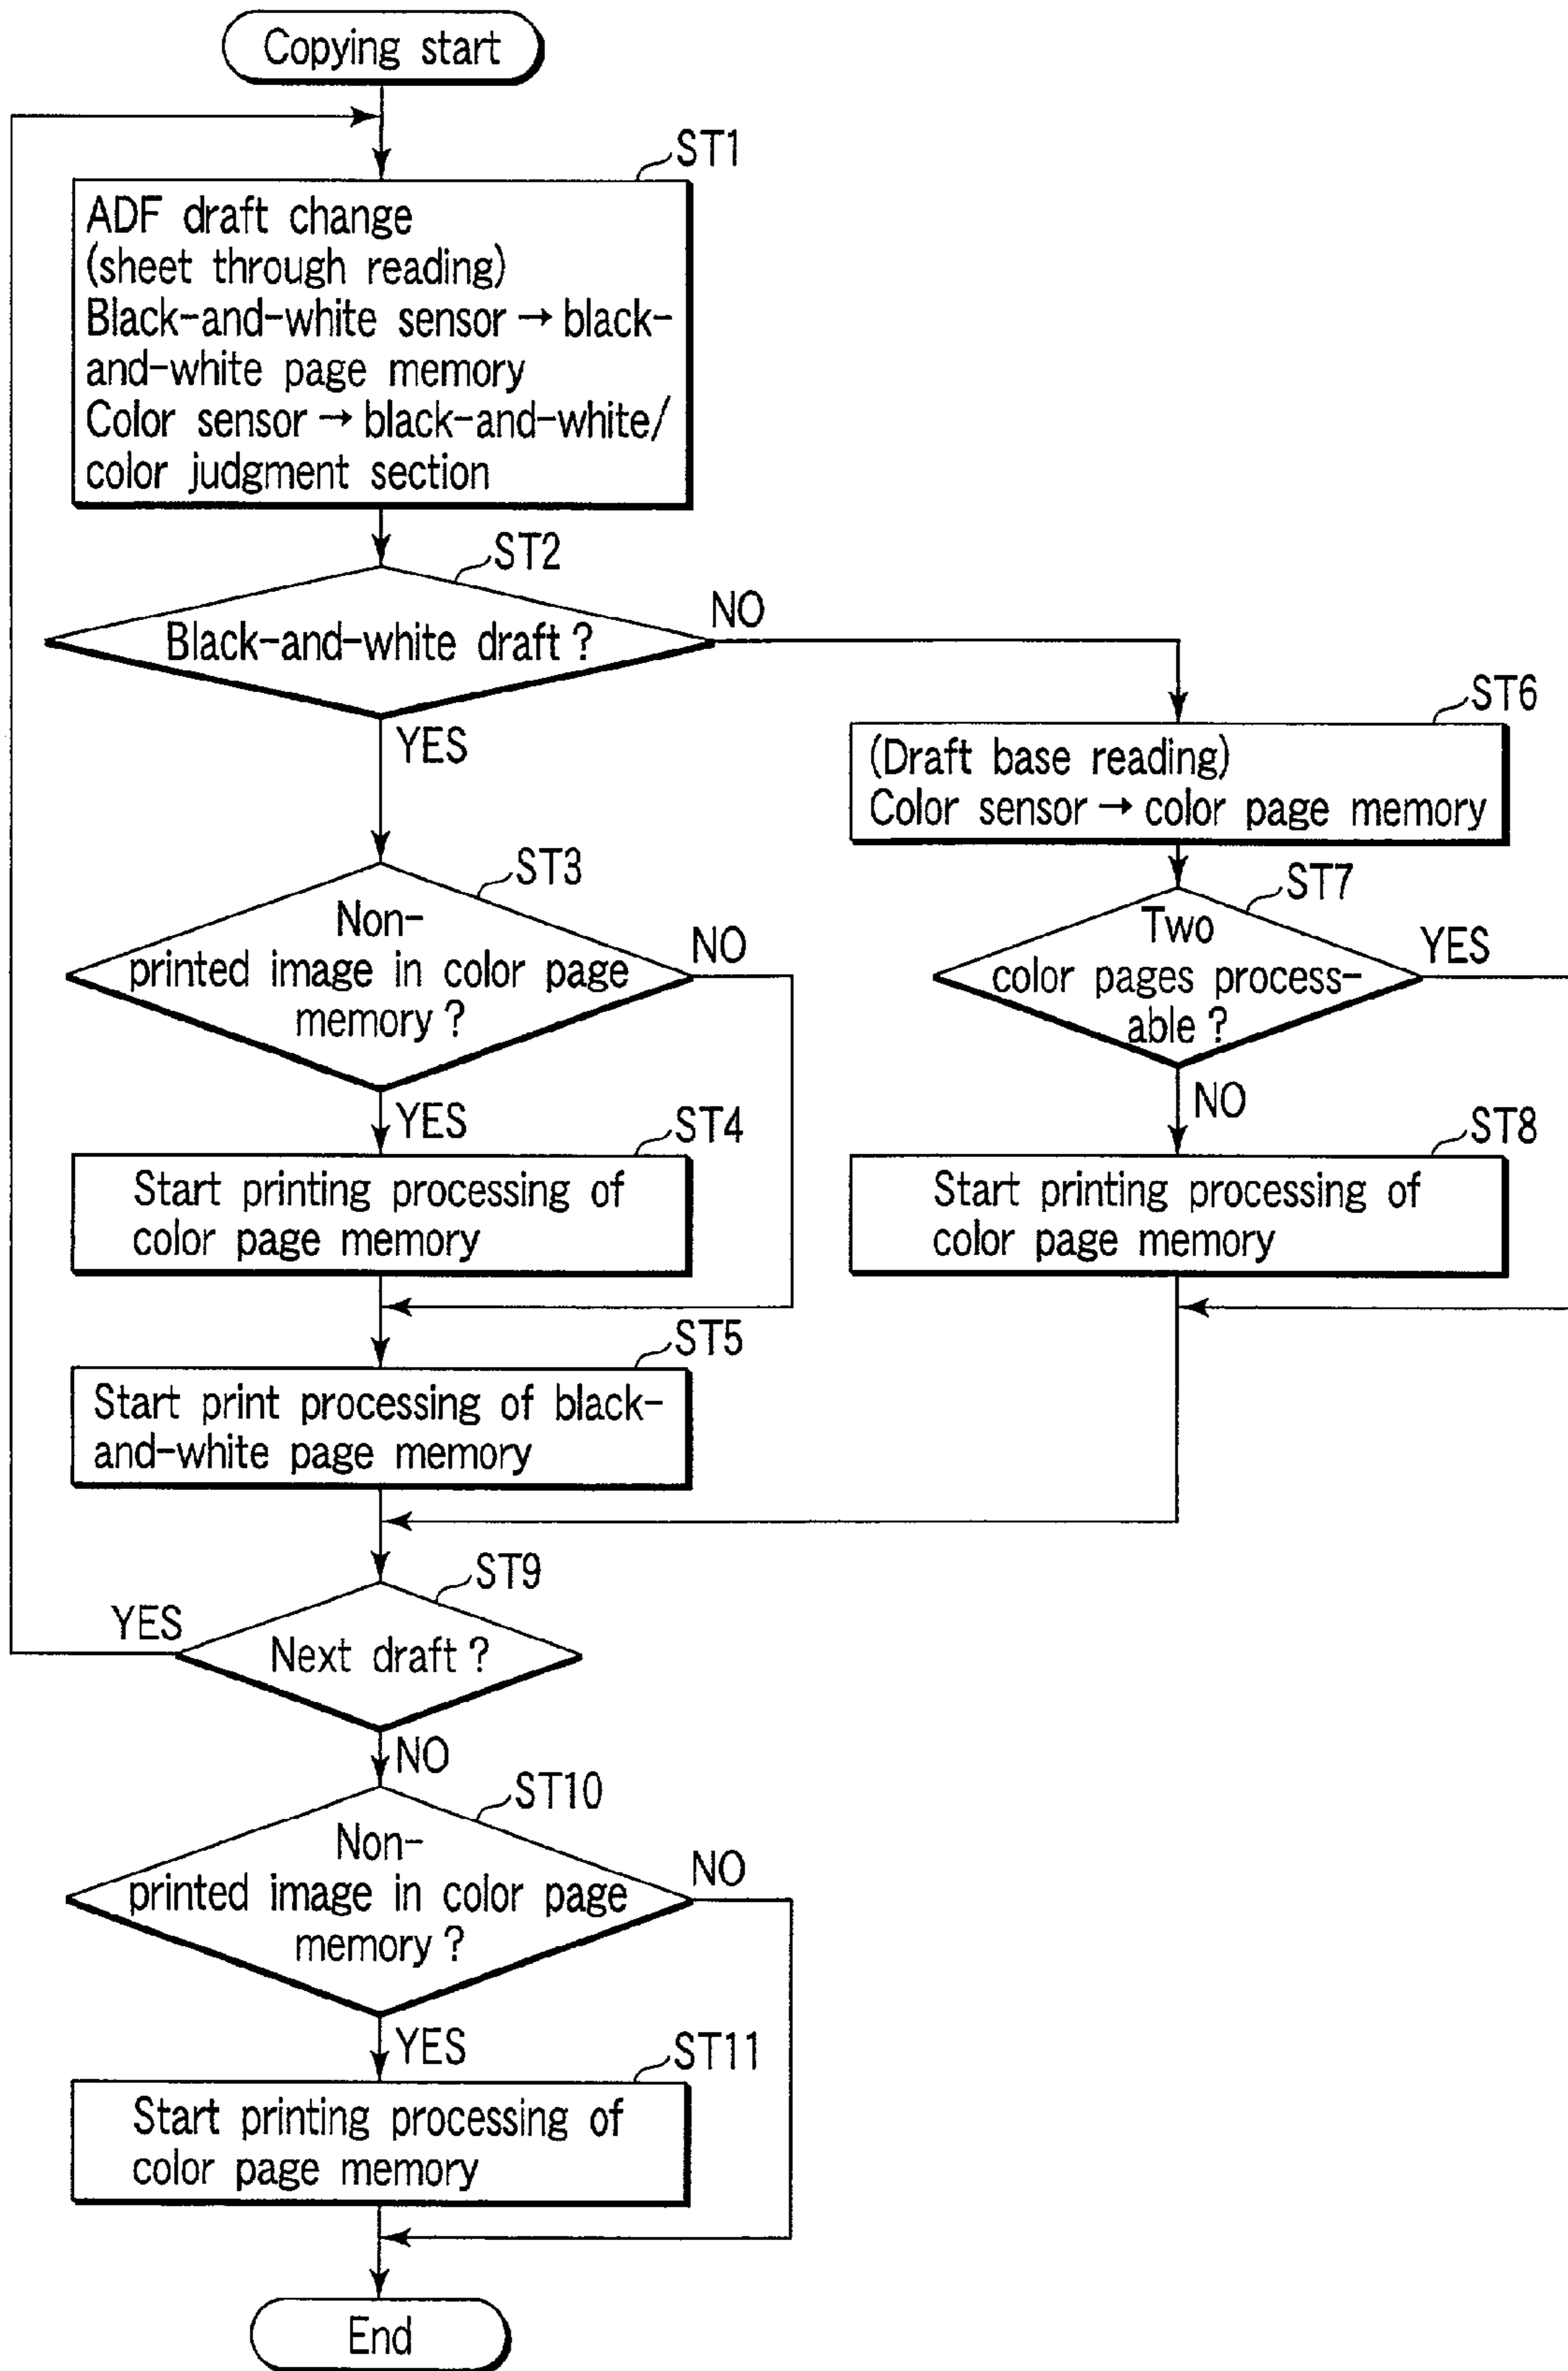 Copying start
ST1
ADF draft change
(sheet through reading)
Black-and-white sensor → black-
and-white page memory
Color sensor → black-and-white/
color judgment section
ST2
Black-and-white draft ?
NO
YES
ST6
(Draft base reading)
Color sensor → color page memory
ST3
Non-
printed image in color page
memory ?
NO
YES
ST7
Two
color pages process-
able ?
YES
NO
ST4
Start printing processing of
color page memory
ST8
Start printing processing of
color page memory
ST5
Start print processing of black-
and-white page memory
ST9
Next draft ?
YES
NO
ST10
Non-
printed image in color page
memory ?
NO
YES
ST11
Start printing processing of
color page memory
End